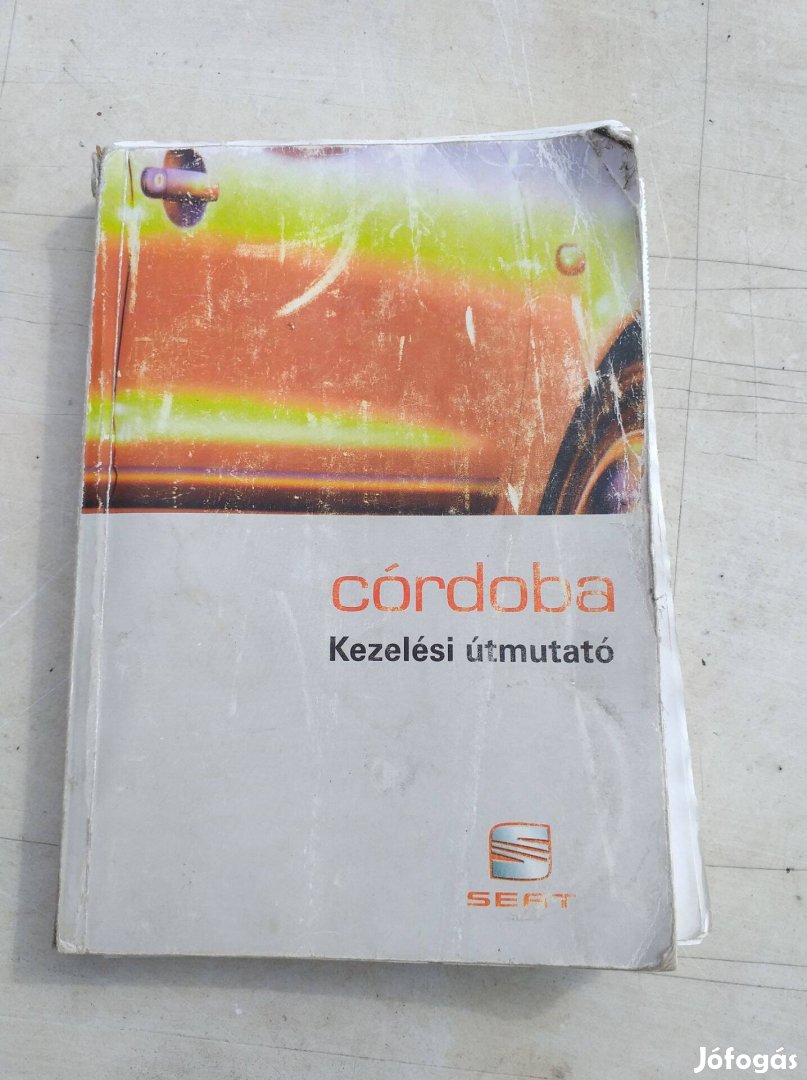 córdoba
Kezelési útmutató
SEAT
Jófogás